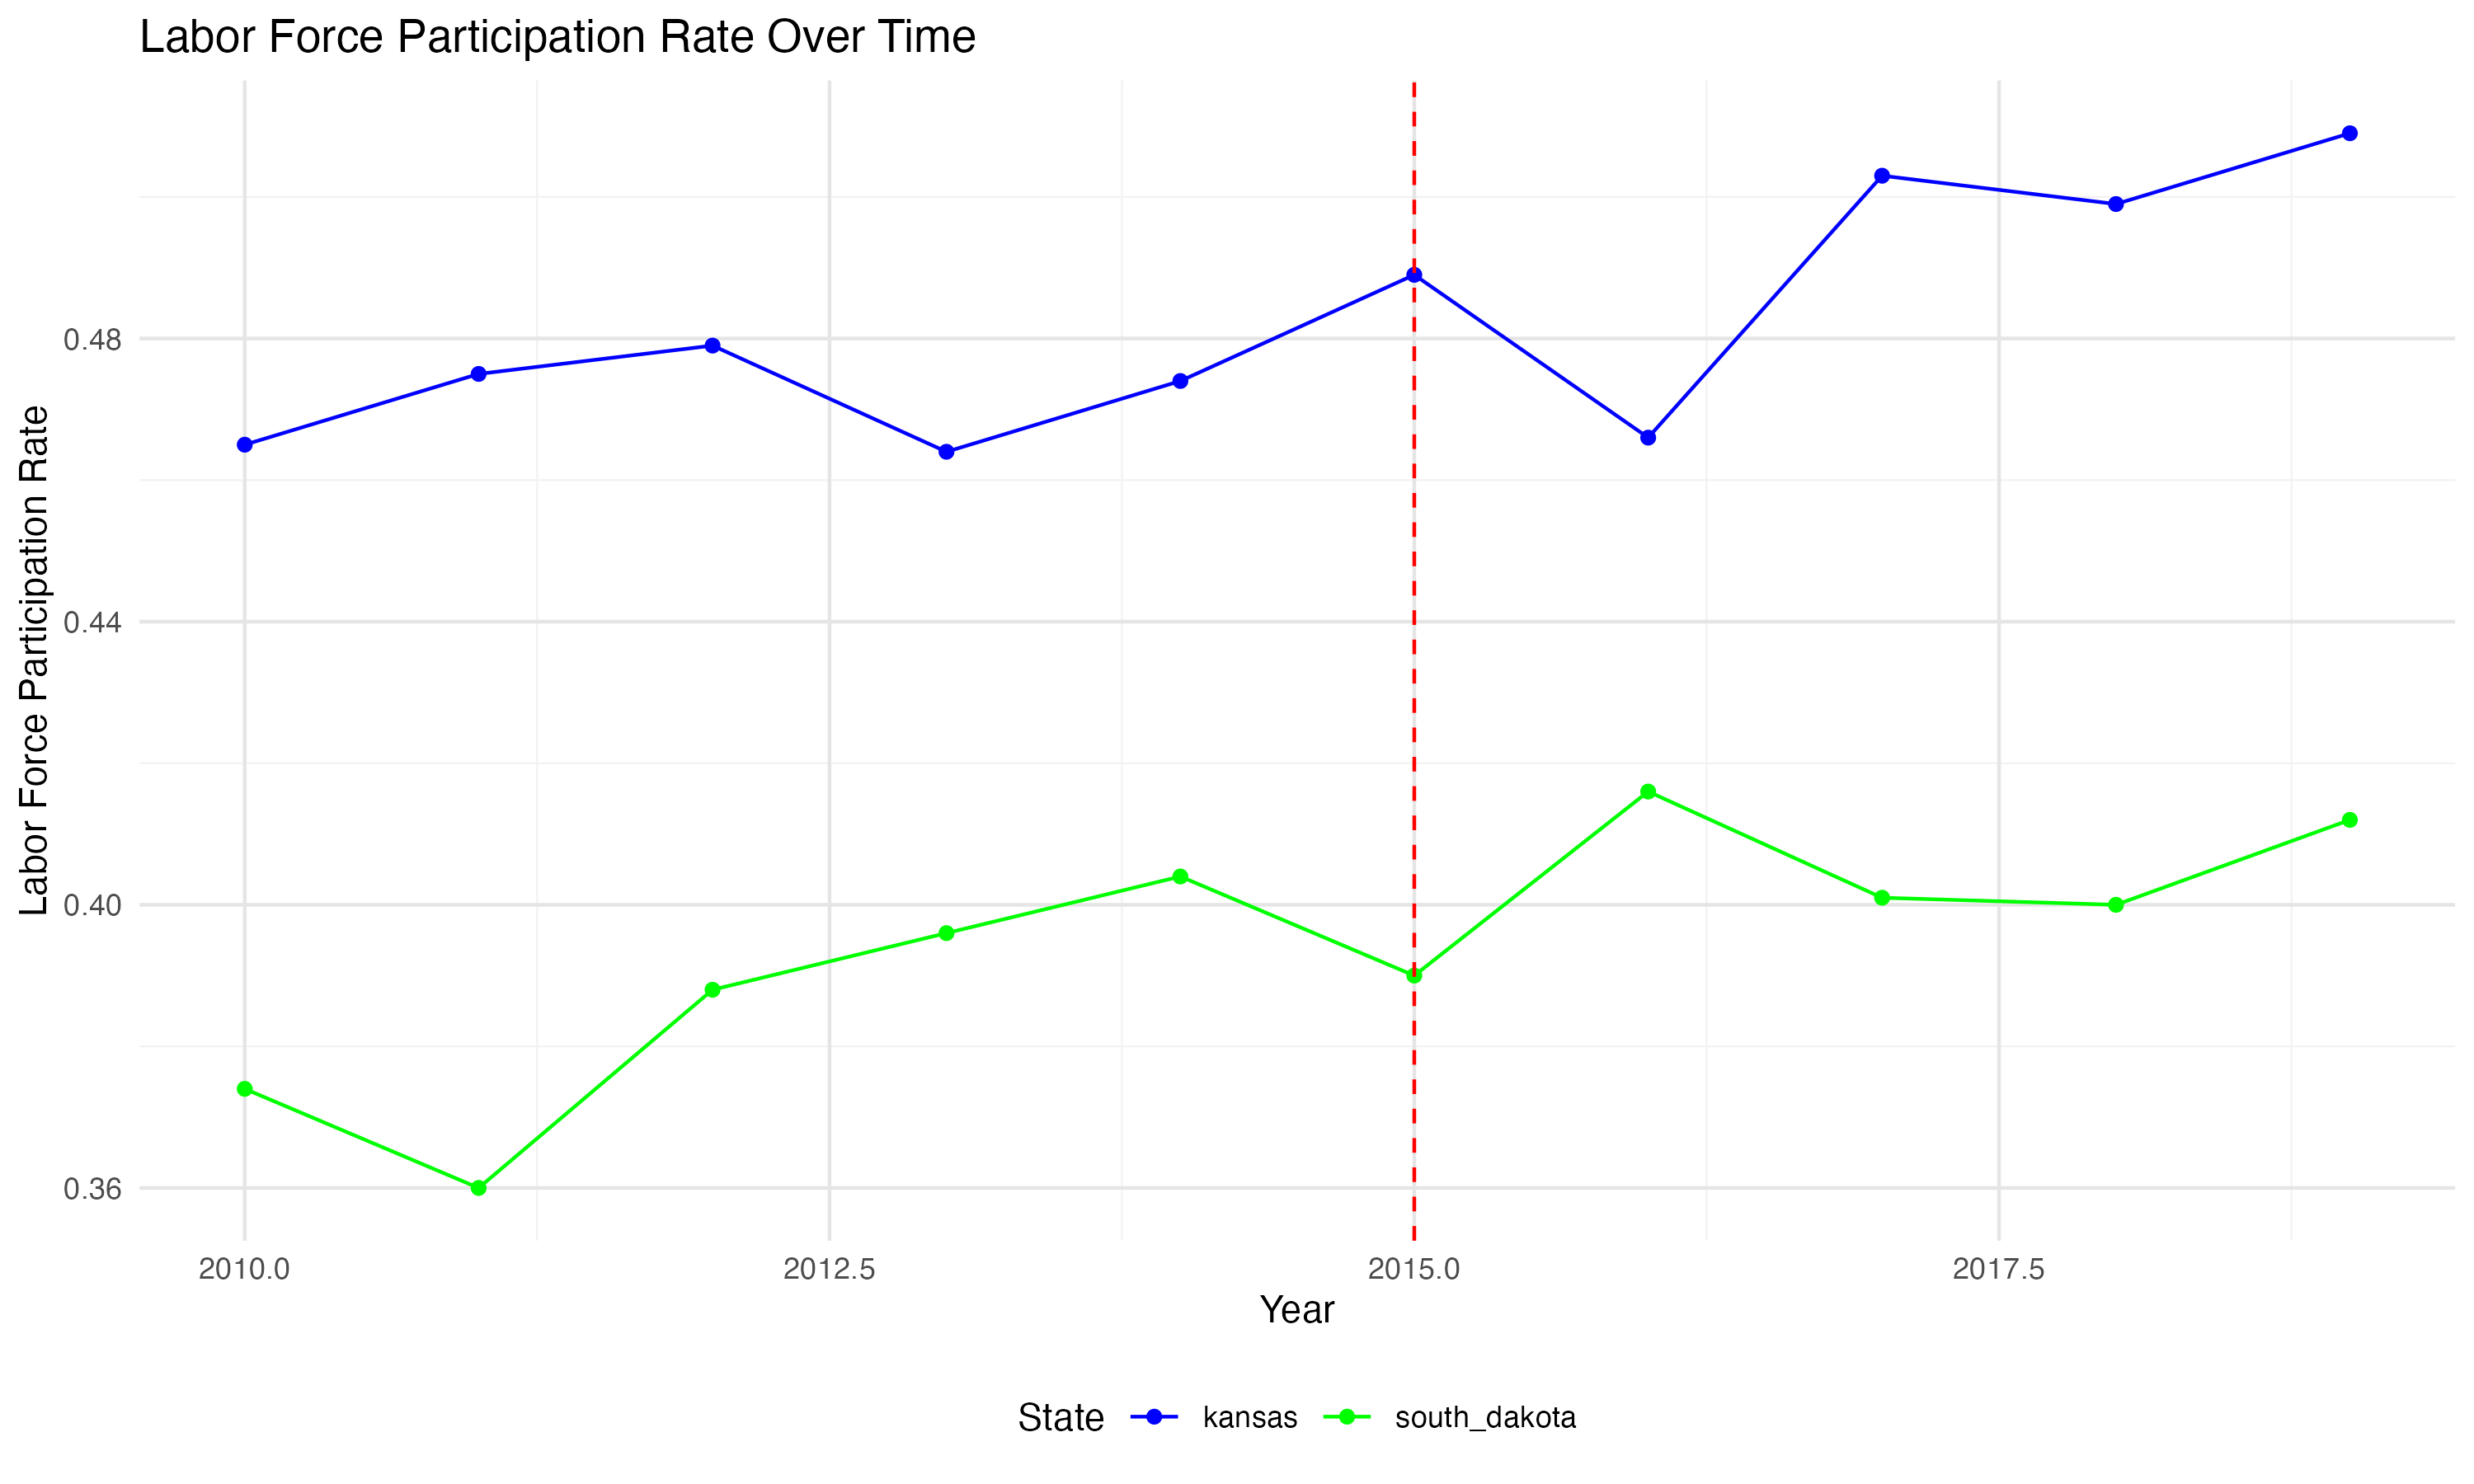 Labor Force Participation Rate Over Time
Labor Force Participation Rate
0.48
0.44
0.40
0.36
2010.0 2012.5 2015.0 2017.5
Year
State kansas south_dakota